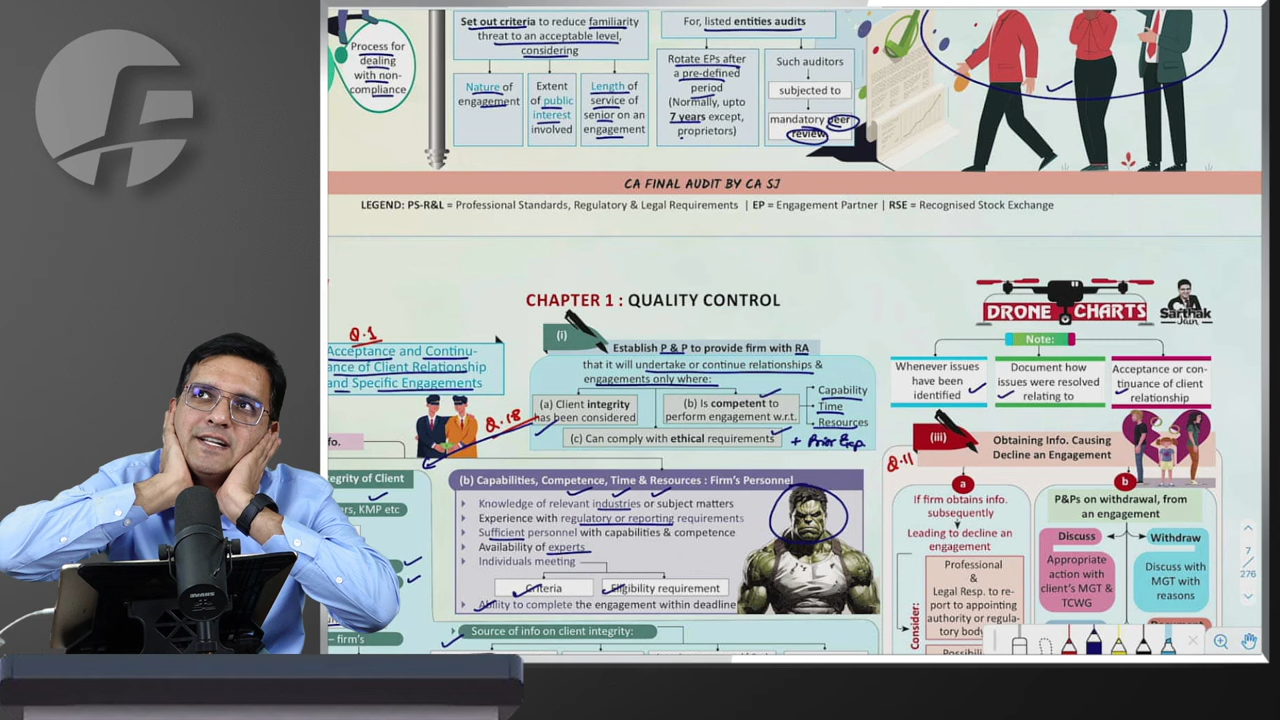 Process for
dealing
with non-
compliance
Set out criteria to reduce familiarity
threat to an acceptable level,
considering
Nature of
engagement
Extent
of public
interest
involved
Length of
service of
senior on an
engagement
For, listed entities audits
Rotate EPs after
a pre-defined
period
(Normally, upto
7 years except,
proprietors)
Such auditors
subjected to
mandatory peer
review
CA FINAL AUDIT BY CA SJ
LEGEND: PS-R&L = Professional Standards, Regulatory & Legal Requirements | EP = Engagement Partner | RSE = Recognised Stock Exchange
CHAPTER 1 : QUALITY CONTROL
DRONE CHARTS
Sarthak
Jain
Q.1
Acceptance and Continu-
ance of Client Relationship
and Specific Engagements
(i)
Establish P & P to provide firm with RA
that it will undertake or continue relationships &
engagements only where:
(a) Client integrity
has been considered
(b) Is competent to
perform engagement w.r.t.
Capability
Time
Resources
(c) Can comply with ethical requirements
+ Prior Exp.
Q.18
Note:
Whenever issues
have been
identified
Document how
issues were resolved
relating to
Acceptance or con-
tinuance of client
relationship
(iii)
Obtaining Info. Causing
Decline an Engagement
Q.11
fo.
egrity of Client
ers, KMP etc
– firm's
(b) Capabilities, Competence, Time & Resources : Firm's Personnel
Knowledge of relevant industries or subject matters
Experience with regulatory or reporting requirements
Sufficient personnel with capabilities & competence
Availability of experts
Individuals meeting
Criteria
Eligibility requirement
Ability to complete the engagement within deadline
Source of info on client integrity:
a
If firm obtains info.
subsequently
Leading to decline an
engagement
Consider:
Professional
&
Legal Resp. to re-
port to appointing
authority or regula-
tory body
b
P&Ps on withdrawal, from
an engagement
Discuss
Appropriate
action with
client's MGT &
TCWG
Withdraw
Discuss with
MGT with
reasons
7
/
276